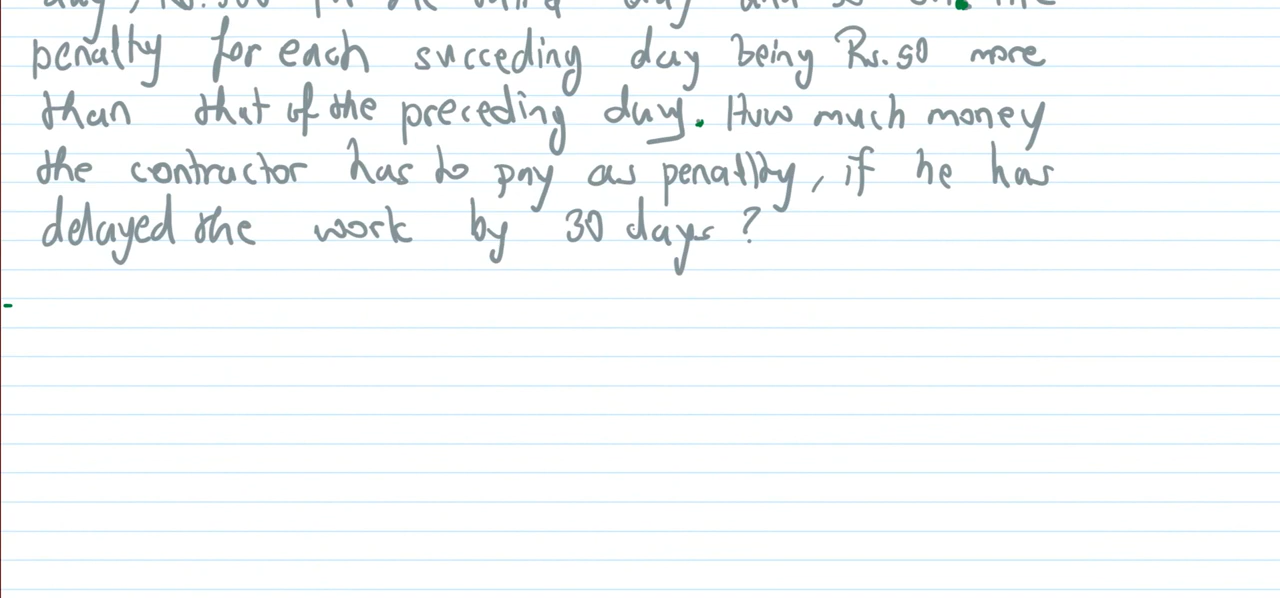 penalty for each succeding day being Rs. 50 more
than that of the preceding day. How much money
the contractor has to pay as penallty, if he has
delayed the work by 30 days ?